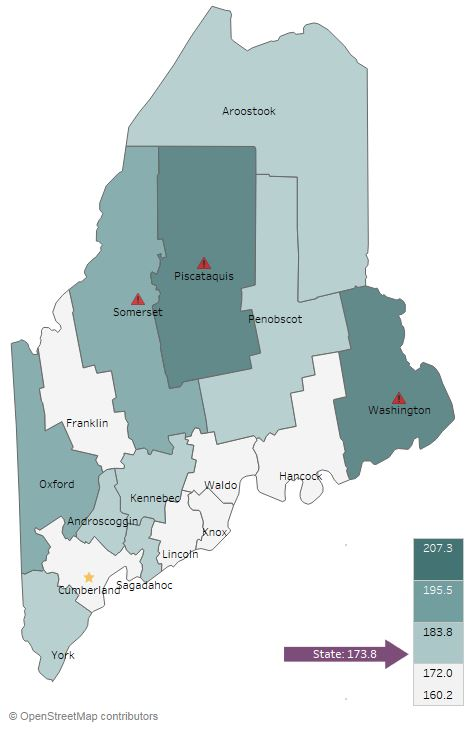 Aroostook
Piscataquis
Somerset
Penobscot
Washington
Franklin
Hancock
Oxford
Waldo
Kennebec
Androscoggin
Knox
Lincoln
Sagadahoc
Cumberland
York
207.3
195.5
183.8
State: 173.8
172.0
160.2
© OpenStreetMap contributors